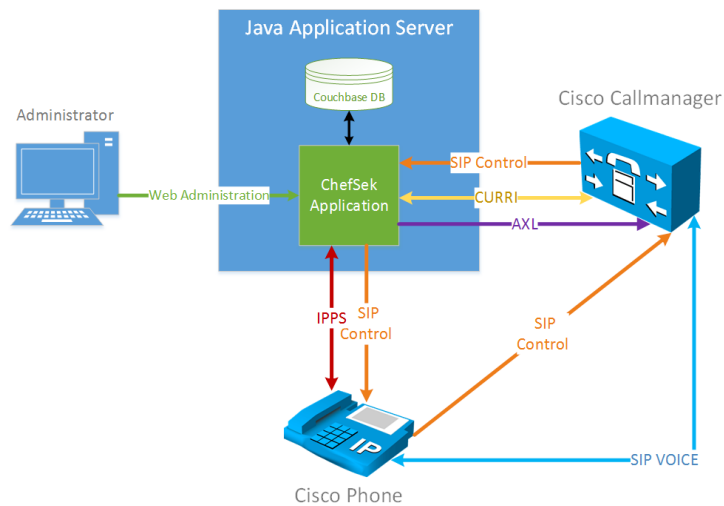 Java Application Server
Couchbase DB
Administrator
Cisco Callmanager
SIP Control
ChefSek
Application
Web Administration
CURRI
AXL
IPPS
SIP
Control
SIP
Control
IP
SIP VOICE
Cisco Phone